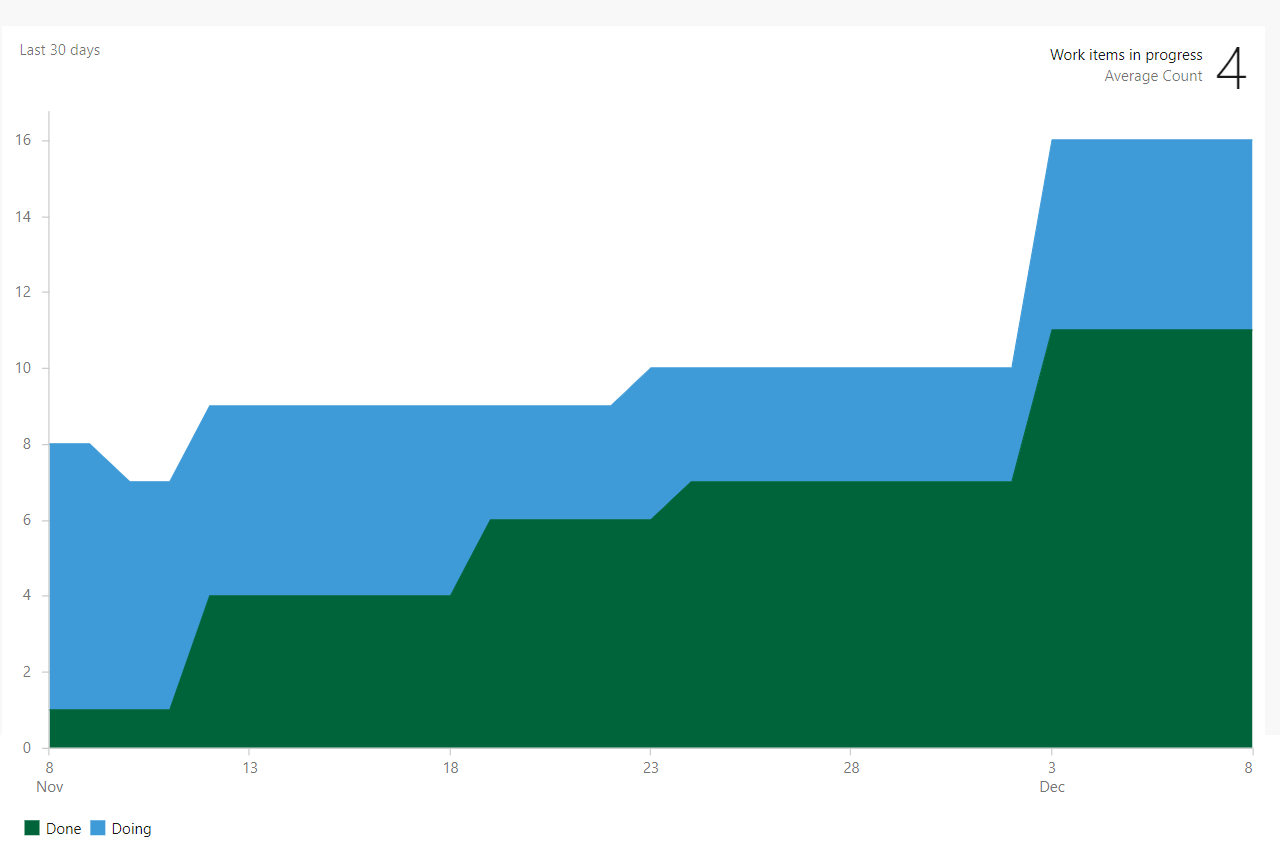 Last 30 days
Work items in progress
Average Count
4
16
14
12
10
8
6
4
2
0
8 13 18 23 28 3 8
Nov Dec
Done Doing